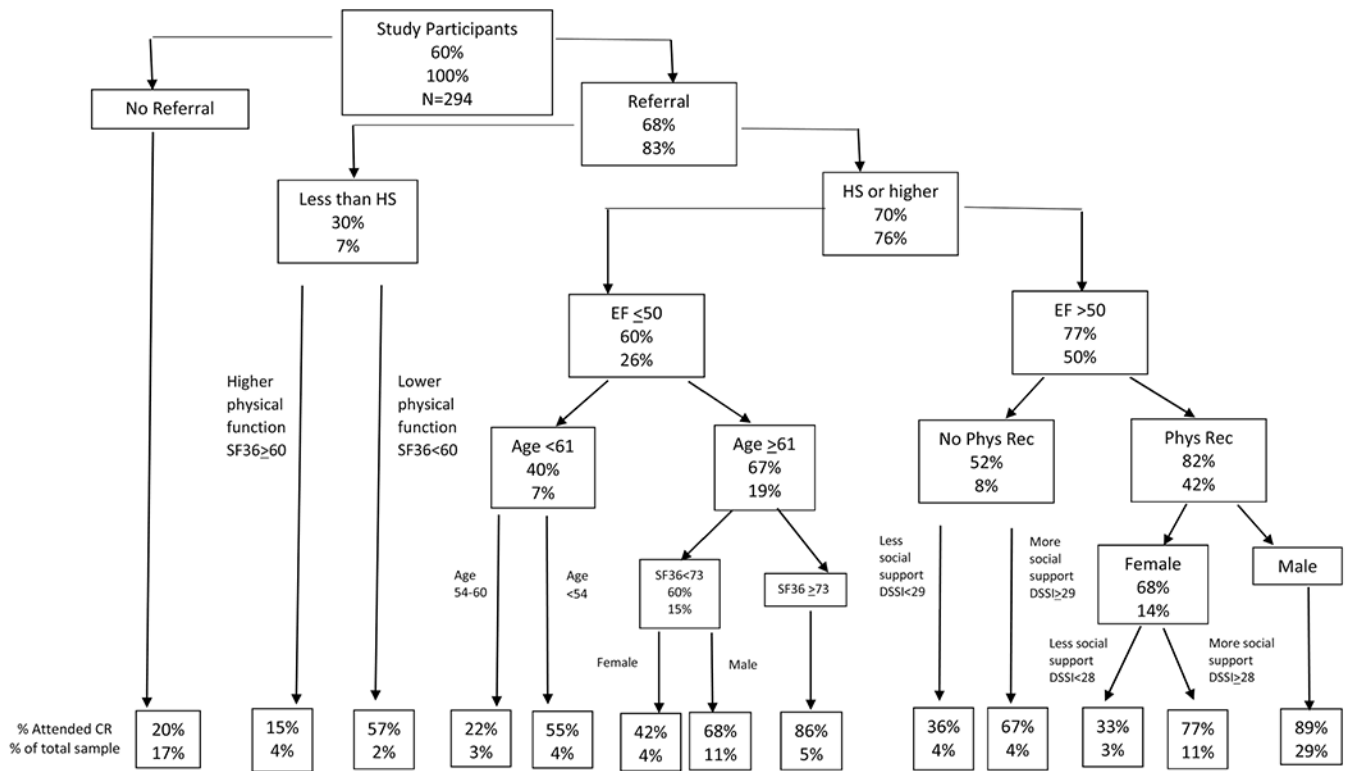 Study Participants
60%
100%
N=294
No Referral
Referral
68%
83%
Less than HS
30%
7%
HS or higher
70%
76%
EF ≤50
60%
26%
EF >50
77%
50%
Higher
physical
function
SF36≥60
Lower
physical
function
SF36<60
Age <61
40%
7%
Age ≥61
67%
19%
No Phys Rec
52%
8%
Phys Rec
82%
42%
Age
54-60
Age
<54
SF36<73
60%
15%
SF36 ≥73
Less
social
support
DSSI<29
More
social
support
DSSI≥29
Female
68%
14%
Male
Female
Male
Less social
support
DSSI<28
More social
support
DSSI≥28
% Attended CR
% of total sample
20%
17%
15%
4%
57%
2%
22%
3%
55%
4%
42%
4%
68%
11%
86%
5%
36%
4%
67%
4%
33%
3%
77%
11%
89%
29%